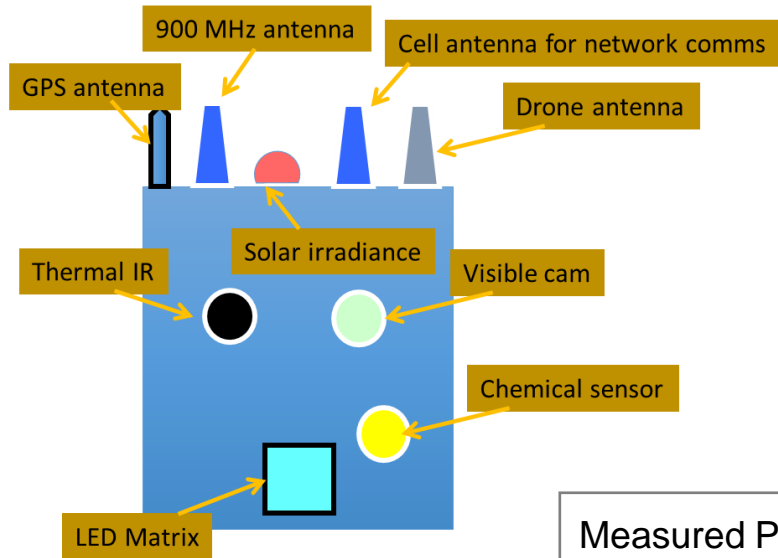 900 MHz antenna
Cell antenna for network comms
GPS antenna
Drone antenna
Solar irradiance
Thermal IR
Visible cam
Chemical sensor
LED Matrix
Measured P